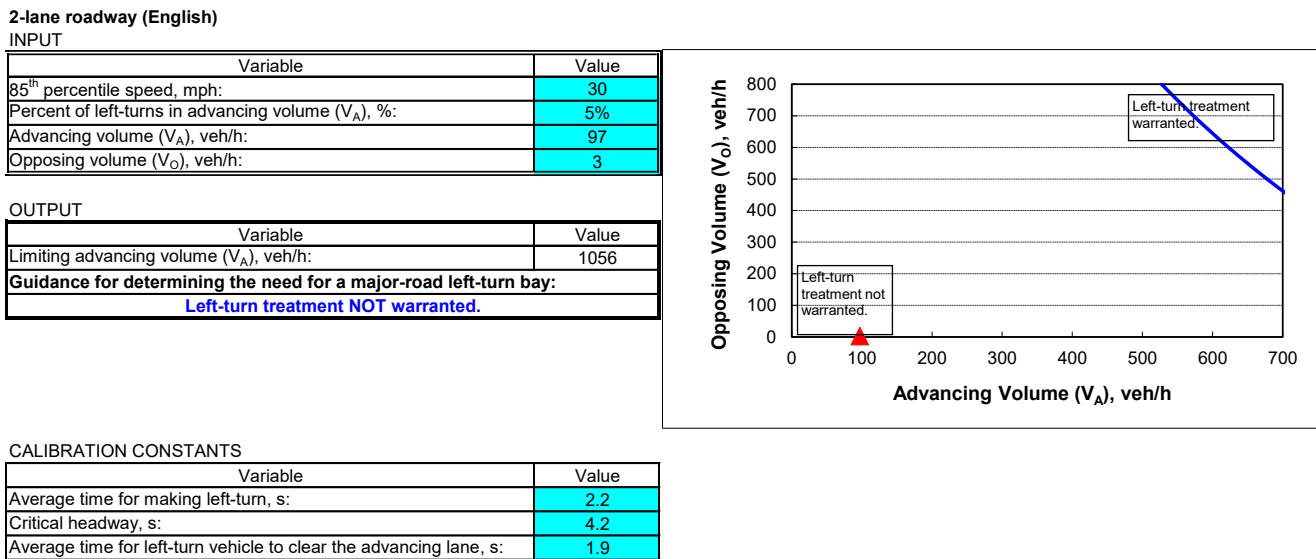 2-lane roadway (English)
INPUT
Variable Value
85th percentile speed, mph: 30
Percent of left-turns in advancing volume (VA), %: 5%
Advancing volume (VA), veh/h: 97
Opposing volume (VO), veh/h: 3
OUTPUT
Variable Value
Limiting advancing volume (VA), veh/h: 1056
Guidance for determining the need for a major-road left-turn bay:
Left-turn treatment NOT warranted.
Opposing Volume (VO), veh/h
800
700
600
500
400
300
200
100
0
Left-turn treatment
warranted.
Left-turn
treatment not
warranted.
0 100 200 300 400 500 600 700
Advancing Volume (VA), veh/h
CALIBRATION CONSTANTS
Variable Value
Average time for making left-turn, s: 2.2
Critical headway, s: 4.2
Average time for left-turn vehicle to clear the advancing lane, s: 1.9